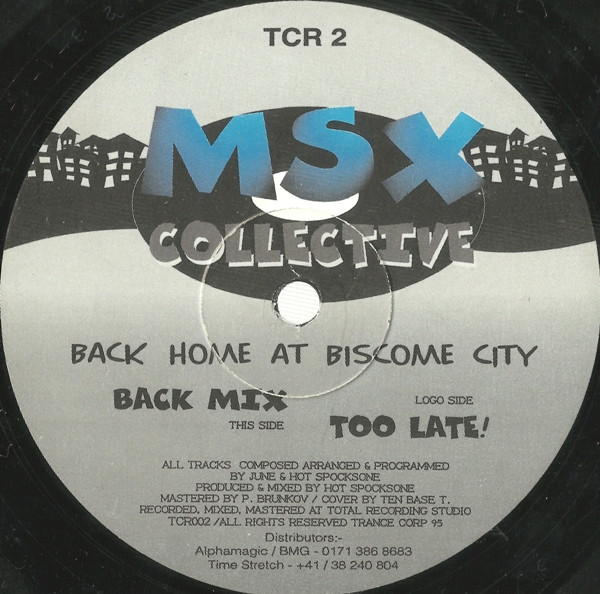 TCR 2
MSX
COLLECTIVE
BACK HOME AT BISCOME CITY
BACK MIX
THIS SIDE
LOGO SIDE
TOO LATE!
ALL TRACKS COMPOSED ARRANGED & PROGRAMMED
BY JUNE & HOT SPOCKSONE
PRODUCED & MIXED BY HOT SPOCKSONE
MASTERED BY P. BRUNKOV / COVER BY TEN BASE T.
RECORDED, MIXED, MASTERED AT TOTAL RECORDING STUDIO
TCR002 /ALL RIGHTS RESERVED TRANCE CORP 95
Distributors:-
Alphamagic / BMG - 0171 386 8683
Time Stretch - +41 / 38 240 804